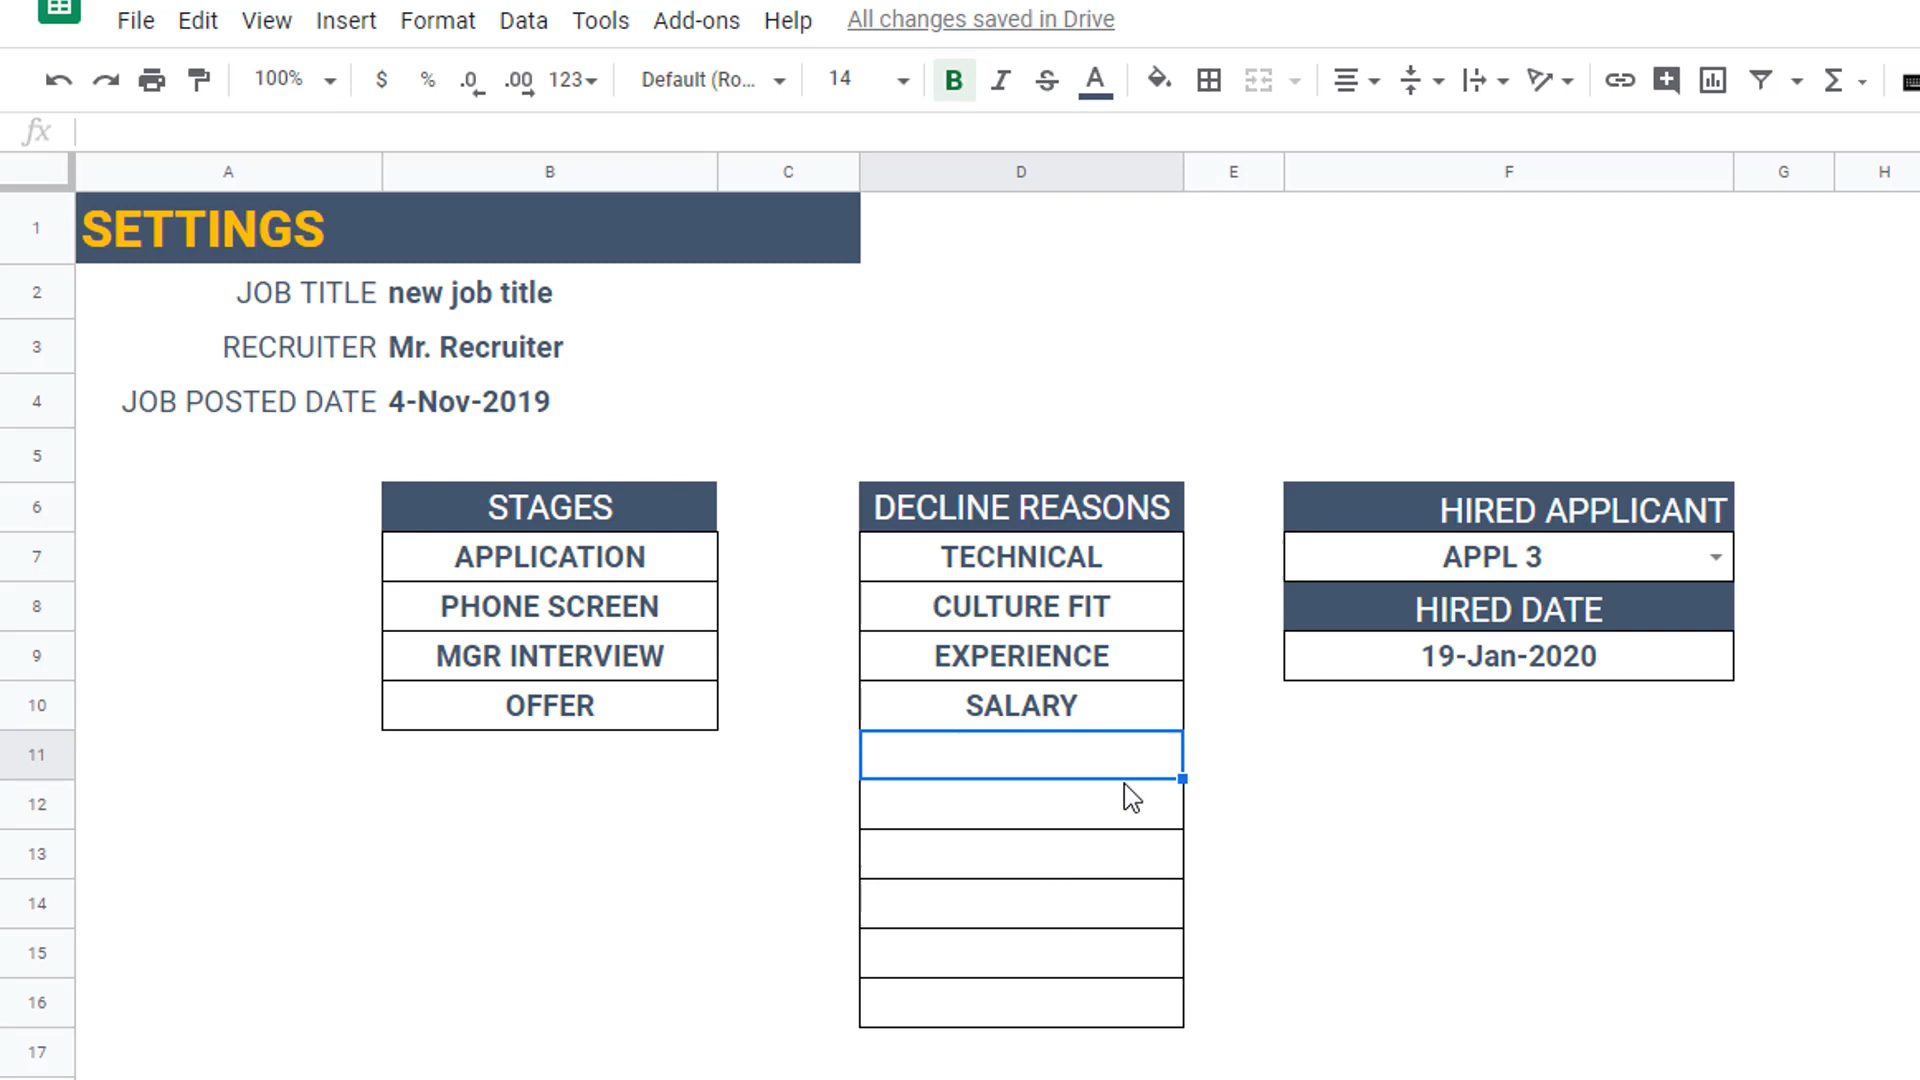 File Edit View Insert Format Data Tools Add-ons Help All changes saved in Drive
100% $ % .0 .00 123 Default (Ro... 14 B I S A Σ
fx
A B C D E F G H
1 SETTINGS
2 JOB TITLE new job title
3 RECRUITER Mr. Recruiter
4 JOB POSTED DATE 4-Nov-2019
5
6 STAGES DECLINE REASONS HIRED APPLICANT
7 APPLICATION TECHNICAL APPL 3
8 PHONE SCREEN CULTURE FIT HIRED DATE
9 MGR INTERVIEW EXPERIENCE 19-Jan-2020
10 OFFER SALARY
11
12
13
14
15
16
17